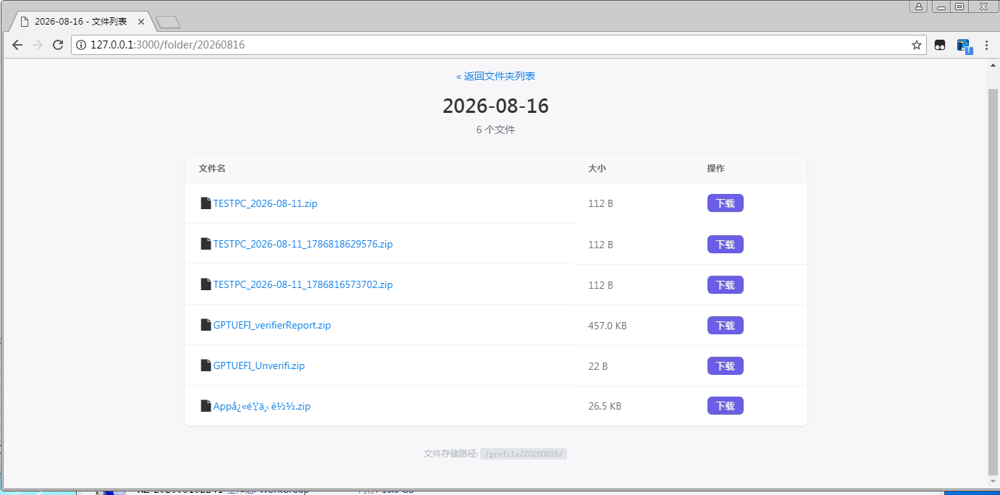 2026-08-16 - 文件列表
127.0.0.1:3000/folder/20260816
« 返回文件夹列表
2026-08-16
6 个文件
文件名 大小 操作
TESTPC_2026-08-11.zip 112 B 下载
TESTPC_2026-08-11_1786818629576.zip 112 B 下载
TESTPC_2026-08-11_1786816573702.zip 112 B 下载
GPTUEFI_verifierReport.zip 457.0 KB 下载
GPTUEFI_Unverifi.zip 22 B 下载
Appå¿«éŸä¸‹è½½.zip 26.5 KB 下载
文件存储路径: /profile/20260816/